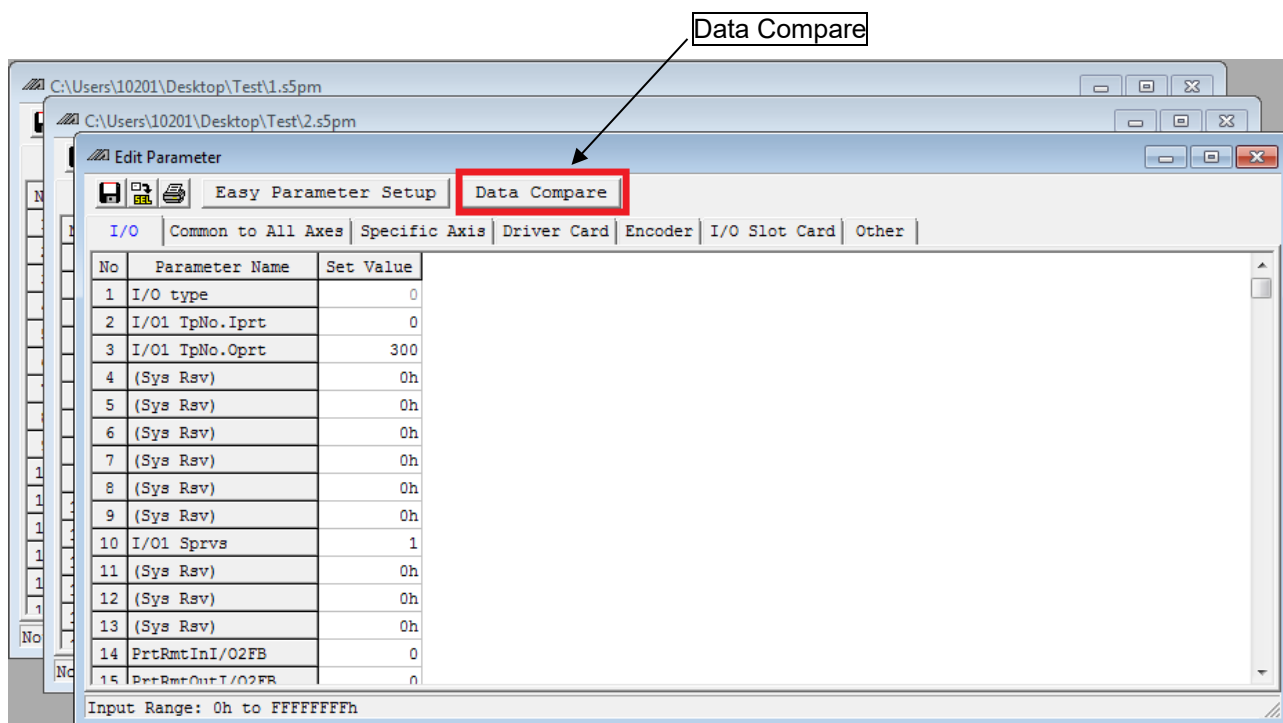 Data Compare
C:\Users\10201\Desktop\Test\1.s5pm
C:\Users\10201\Desktop\Test\2.s5pm
Edit Parameter
Easy Parameter Setup Data Compare
I/O Common to All Axes Specific Axis Driver Card Encoder I/O Slot Card Other
No Parameter Name Set Value
1 I/O type 0
2 I/O1 TpNo.Iprt 0
3 I/O1 TpNo.Oprt 300
4 (Sys Rsv) 0h
5 (Sys Rsv) 0h
6 (Sys Rsv) 0h
7 (Sys Rsv) 0h
8 (Sys Rsv) 0h
9 (Sys Rsv) 0h
10 I/O1 Sprvs 1
11 (Sys Rsv) 0h
12 (Sys Rsv) 0h
13 (Sys Rsv) 0h
14 PrtRmtInI/O2FB 0
15 PrtRmtOutI/O2FB 0
Input Range: 0h to FFFFFFFFh